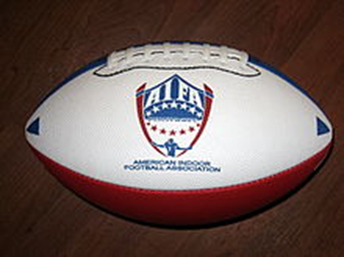 AIFA
AMERICAN INDOOR
FOOTBALL ASSOCIATION